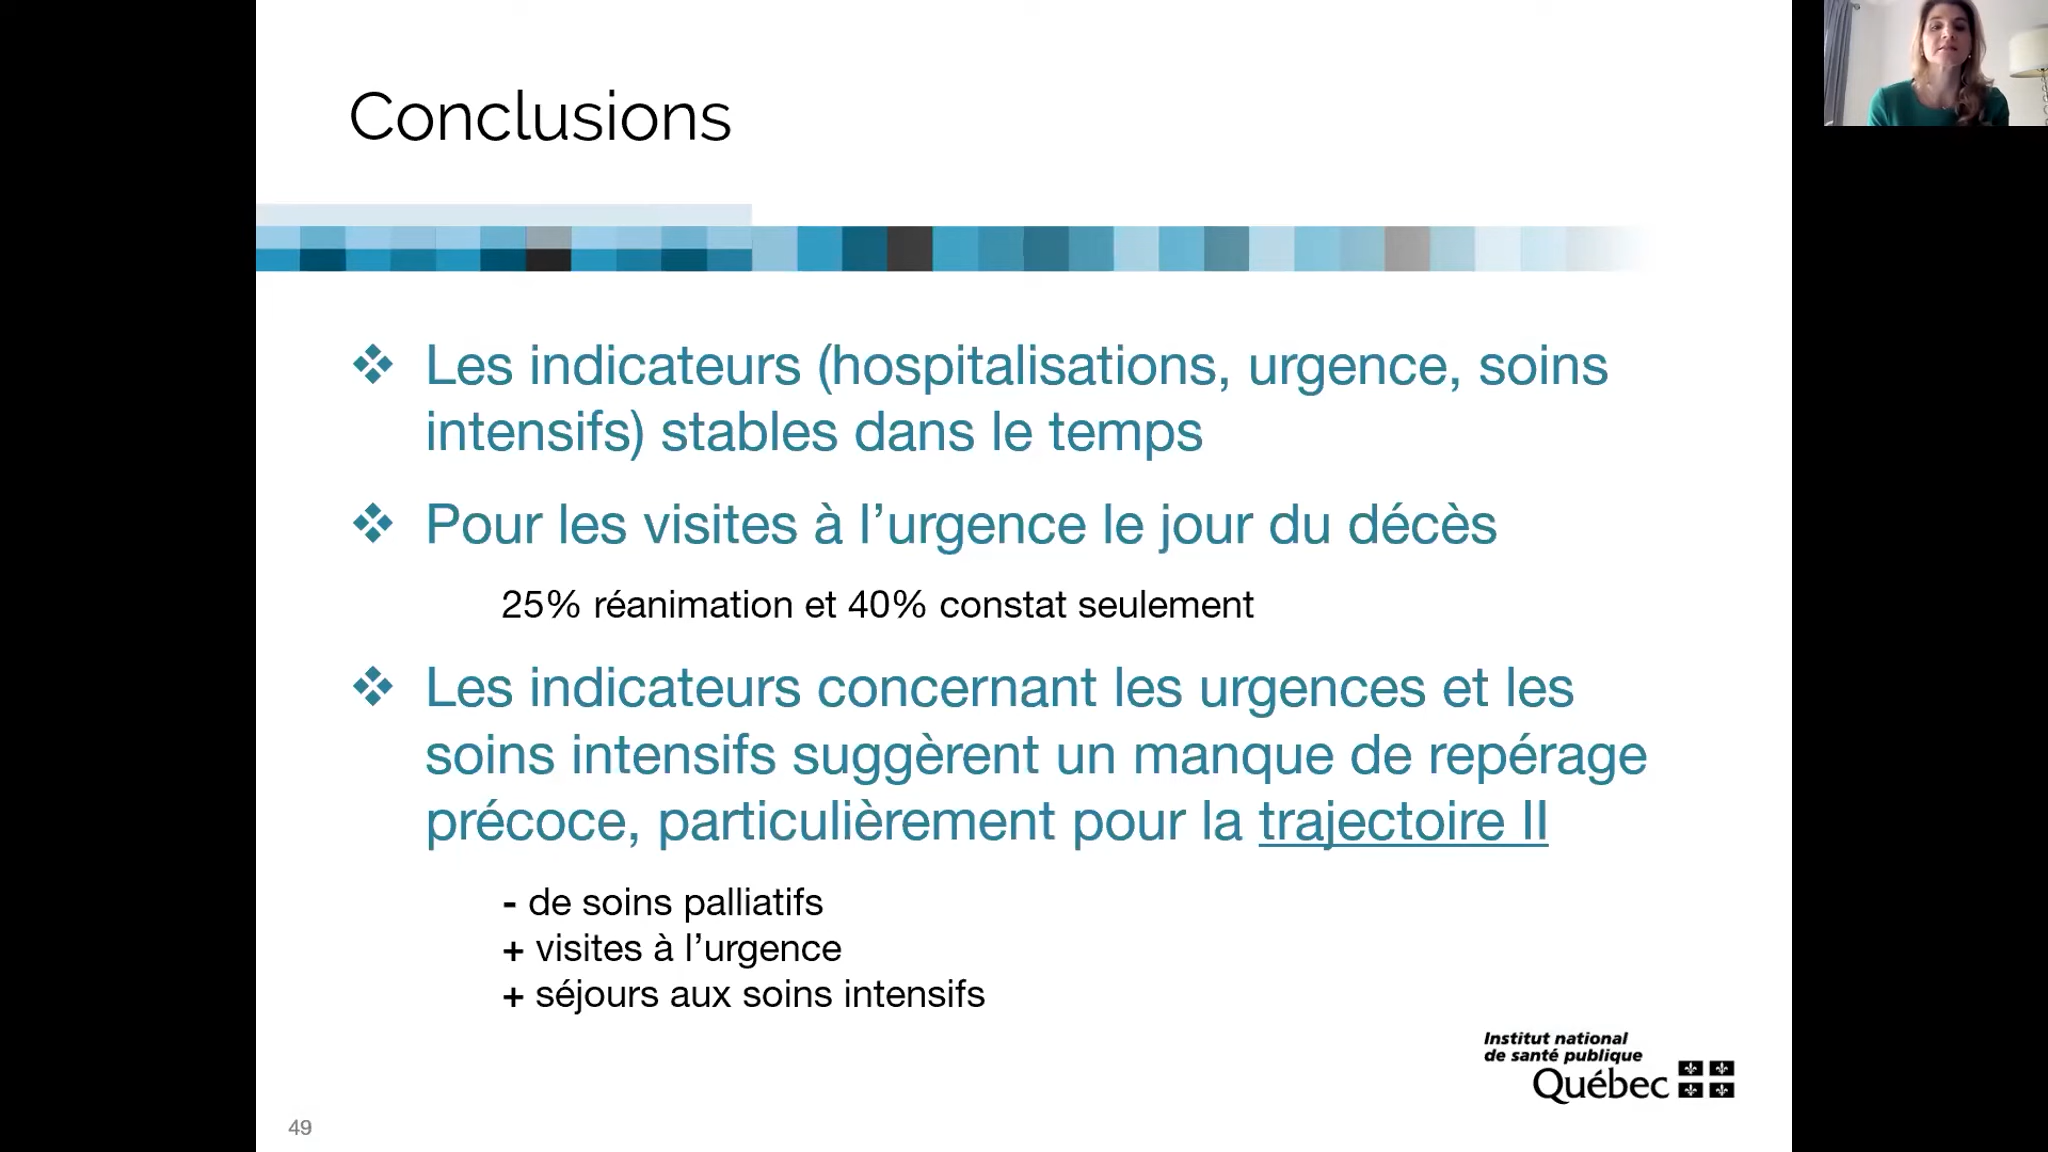 Conclusions
❖ Les indicateurs (hospitalisations, urgence, soins
intensifs) stables dans le temps
❖ Pour les visites à l’urgence le jour du décès
25% réanimation et 40% constat seulement
❖ Les indicateurs concernant les urgences et les
soins intensifs suggèrent un manque de repérage
précoce, particulièrement pour la trajectoire II
- de soins palliatifs
+ visites à l’urgence
+ séjours aux soins intensifs
Institut national
de santé publique
Québec
49